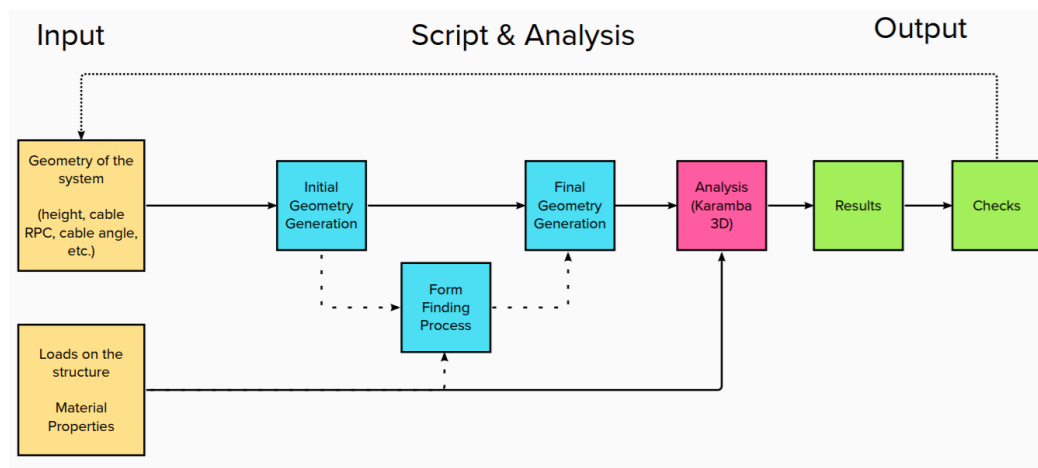 Input
Script & Analysis
Output
Geometry of the
system
(height, cable
RPC, cable angle,
etc.)
Initial
Geometry
Generation
Final
Geometry
Generation
Analysis
(Karamba
3D)
Results
Checks
Form
Finding
Process
Loads on the
structure
Material
Properties